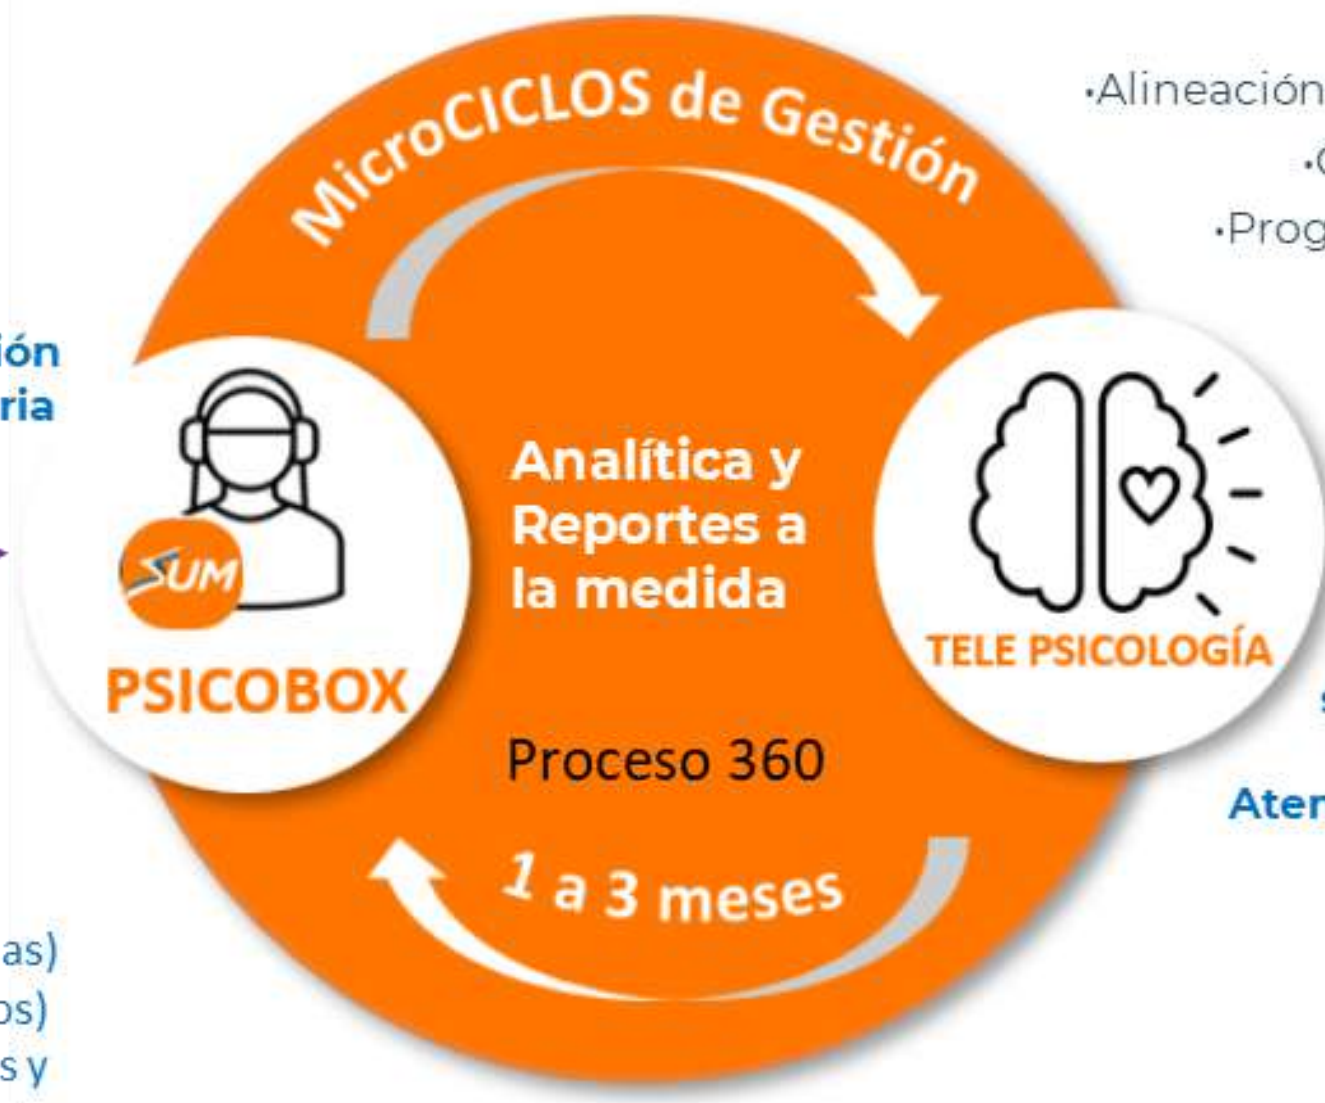 MicroCICLOS de Gestión
•Alineación
•Prog
ión
ria
Analítica y
Reportes a
la medida
SUM
PSICOBOX
TELE PSICOLOGÍA
Proceso 360
s
Aten
1 a 3 meses
as)
os)
s y